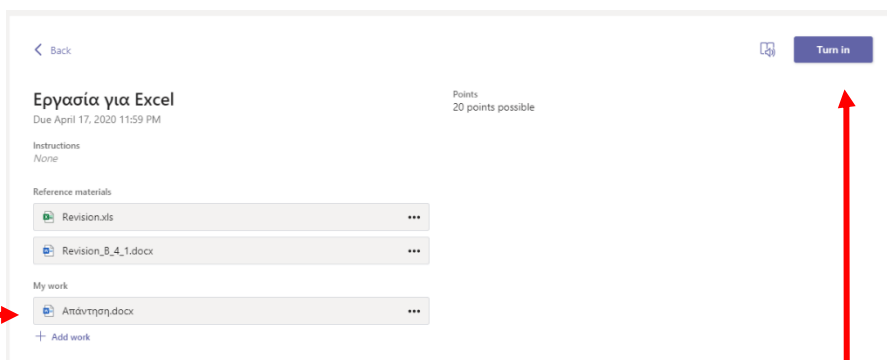 Back
Turn in
Εργασία για Excel
Due April 17, 2020 11:59 PM
Points
20 points possible
Instructions
None
Reference materials
Revision.xls
Revision_B_4_1.docx
My work
Απάντηση.docx
+ Add work